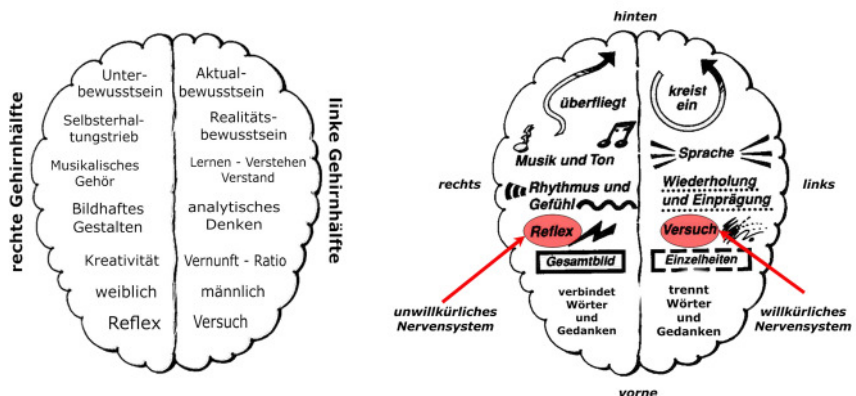 rechte Gehirnhälfte
Unter-
bewusstsein
Selbsterhal-
tungstrieb
Musikalisches
Gehör
Bildhaftes
Gestalten
Kreativität
weiblich
Reflex
Aktual-
bewusstsein
Realitäts-
bewusstsein
Lernen - Verstehen
Verstand
analytisches
Denken
Vernunft - Ratio
männlich
Versuch
linke Gehirnhälfte
hinten
rechts
überfliegt
Musik und Ton
Rhythmus und
Gefühl
Reflex
Gesamtbild
verbindet
Wörter
und
Gedanken
unwillkürliches
Nervensystem
kreist
ein
Sprache
Wiederholung
und Einprägung
Versuch
Einzelheiten
trennt
Wörter
und
Gedanken
links
willkürliches
Nervensystem
vorne